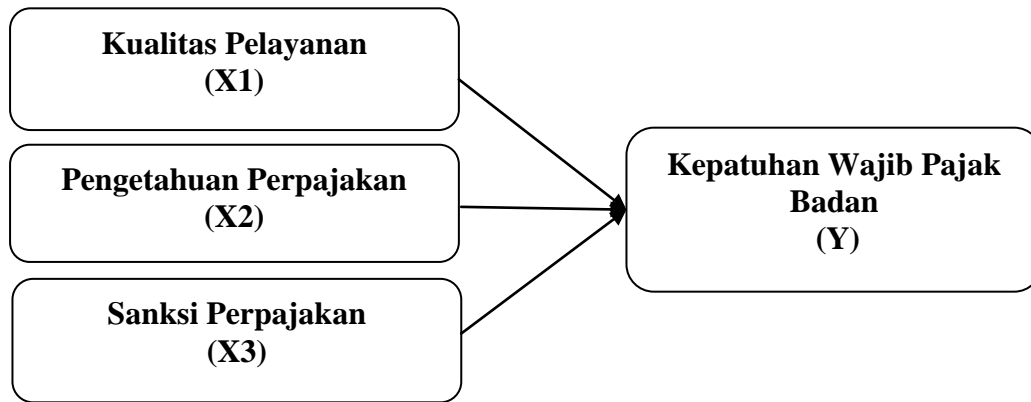 Kualitas Pelayanan
(X1)
Pengetahuan Perpajakan
(X2)
Sanksi Perpajakan
(X3)
Kepatuhan Wajib Pajak
Badan
(Y)